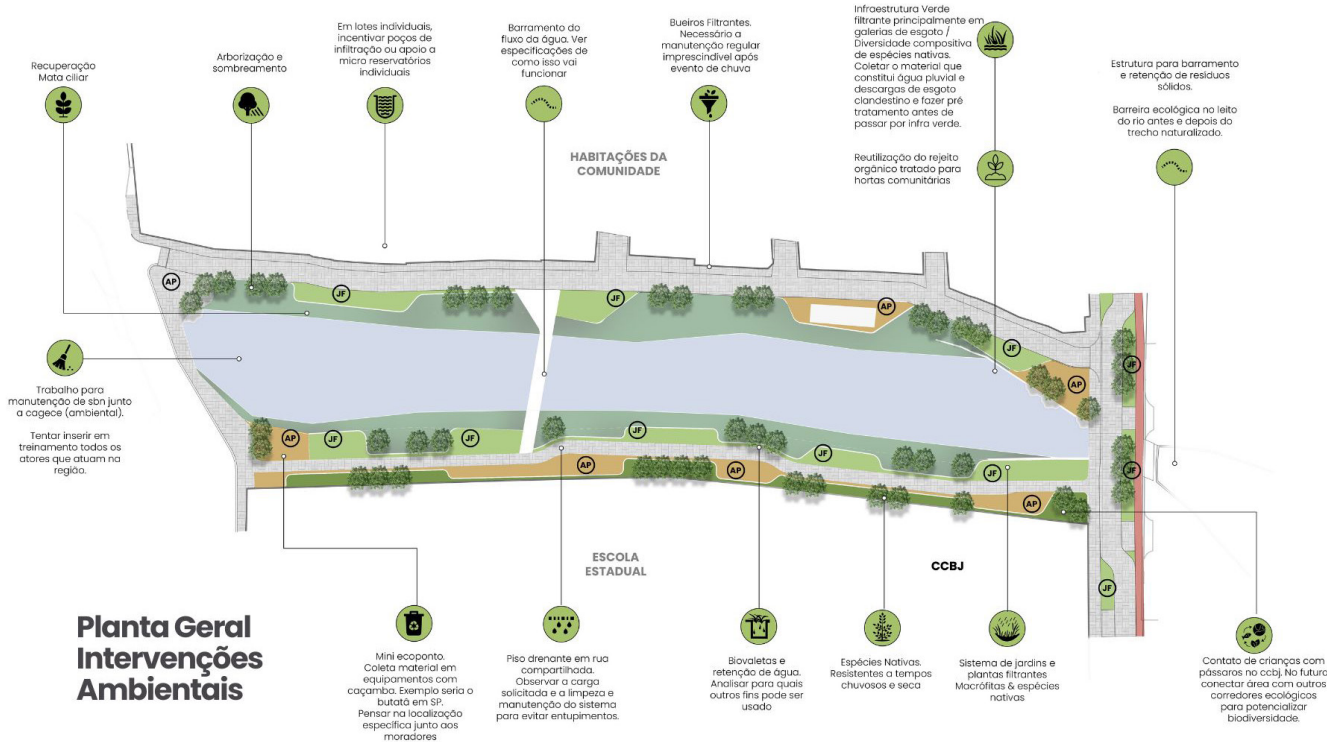 Recuperação
Mata ciliar
Arborização e
sombreamento
Em lotes individuais,
incentivar poços de
infiltração ou apoio a
micro reservatórios
individuais
Barramento do
fluxo da água. Ver
especificações de
como isso vai
funcionar
Bueiros Filtrantes.
Necessário a
manutenção regular
imprescindivel após
evento de chuva
Infraestrutura Verde
filtrante principalmente em
galerias de esgoto /
Diversidade compositiva
de espécies nativas.
Coletar o material que
constitui água pluvial e
descargas de esgoto
clandestino e fazer pré
tratamento antes de
passar por infra verde.
Reutilização do rejeito
orgânico tratado para
hortas comunitárias
Estrutura para barramento
e retenção de resíduos
sólidos.
Barreira ecológica no leito
do rio antes e depois do
trecho naturalizado.
HABITAÇÕES DA
COMUNIDADE
AP
JF
JF
AP
JF
AP
JF
Trabalho para
manutenção de sbn junto
a cagece (ambiental).
Tentar inserir em
treinamento todos os
atores que atuam na
região.
AP
JF
JF
JF
JF
JF
JF
AP
AP
AP
JF
ESCOLA
ESTADUAL
CCBJ
Planta Geral
Intervenções
Ambientais
Mini ecoponto.
Coleta material em
equipamentos com
caçamba. Exemplo seria o
butatã em SP.
Pensar na localização
específica junto aos
moradores
Piso drenante em rua
compartilhada.
Observar a carga
solicitada e a limpeza e
manutenção do sistema
para evitar entupimentos.
Biovaletas e
retenção de água.
Analisar para quais
outros fins pode ser
usado
Espécies Nativas.
Resistentes a tempos
chuvosos e seca
Sistema de jardins e
plantas filtrantes
Macrófitas & espécies
nativas
Contato de crianças com
pássaros no ccbj. No futuro
conectar área com outros
corredores ecológicos
para potencializar
biodiversidade.